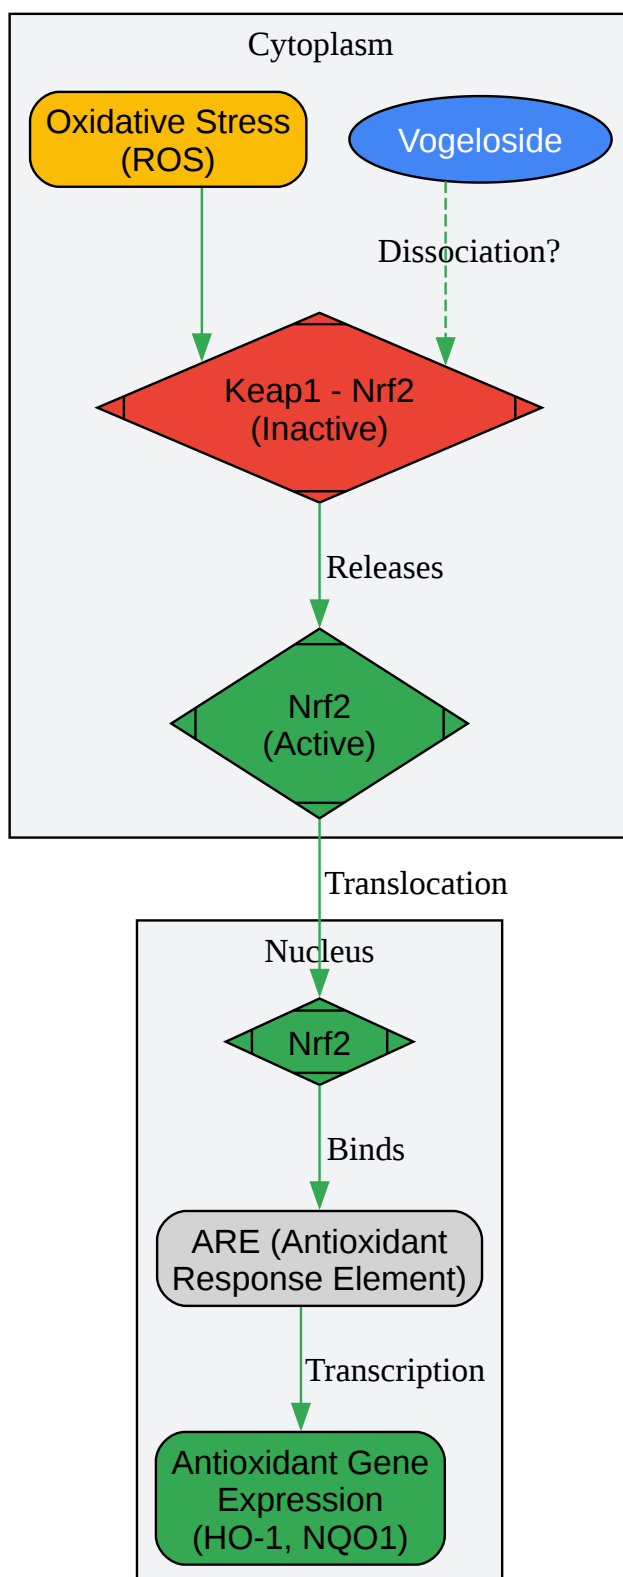 Cytoplasm
Oxidative Stress
(ROS)
Vogeloside
Dissociation?
Keap1 - Nrf2
(Inactive)
Releases
Nrf2
(Active)
Translocation
Nucleus
Nrf2
Binds
ARE (Antioxidant
Response Element)
Transcription
Antioxidant Gene
Expression
(HO-1, NQO1)